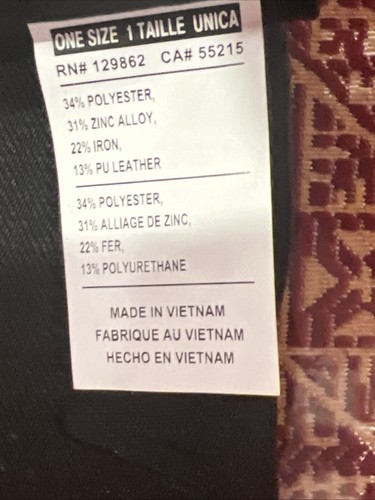 ONE SIZE 1 TAILLE UNICA
RN# 129862 CA# 55215
34% POLYESTER,
31% ZINC ALLOY,
22% IRON,
13% PU LEATHER
34% POLYESTER,
31% ALLIAGE DE ZINC,
22% FER,
13% POLYURETHANE
MADE IN VIETNAM
FABRIQUE AU VIETNAM
HECHO EN VIETNAM